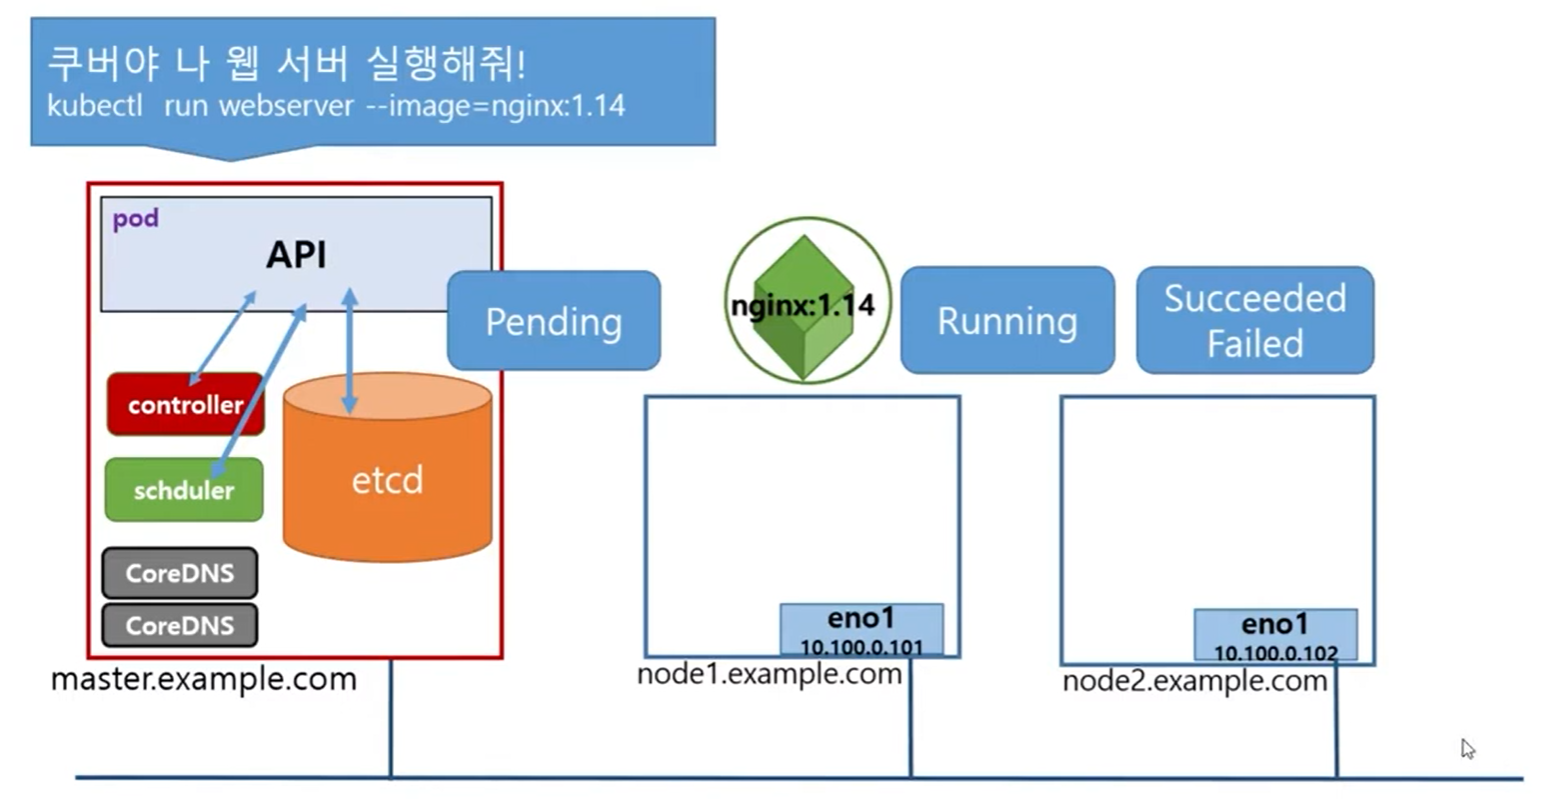 쿠버야 나 웹 서버 실행해줘!
kubectl run webserver --image=nginx:1.14
pod
API
Pending
nginx:1.14
Running
Succeeded
Failed
controller
etcd
schduler
CoreDNS
CoreDNS
eno1
10.100.0.101
eno1
10.100.0.102
master.example.com
node1.example.com
node2.example.com